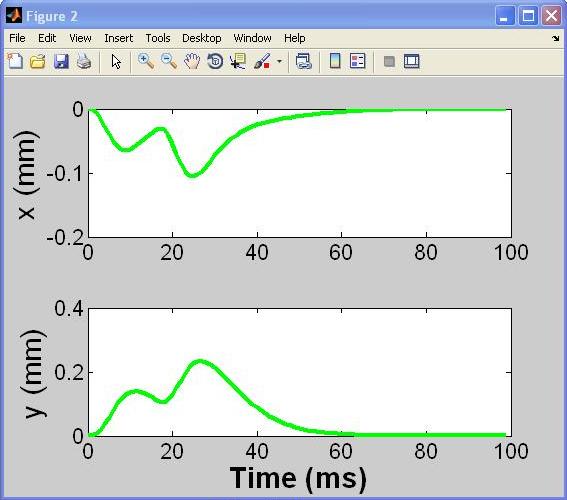 Figure 2
File Edit View Insert Tools Desktop Window Help
0
-0.1
-0.2
x (mm)
0 20 40 60 80 100
0.4
0.2
0
y (mm)
0 20 40 60 80 100
Time (ms)